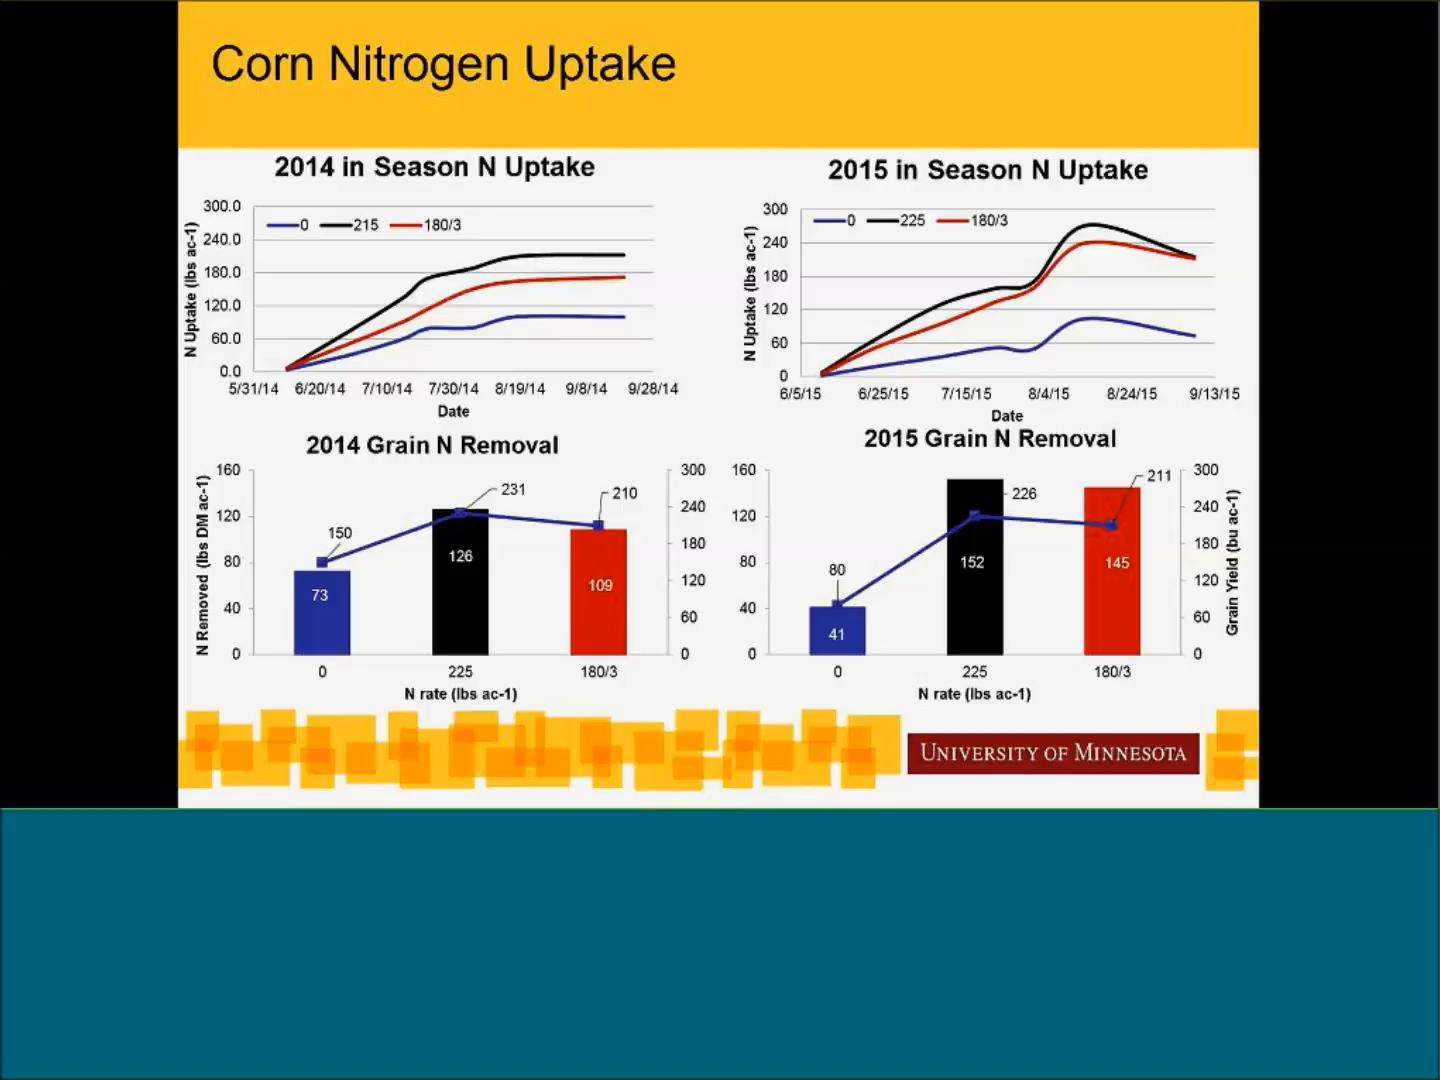 Corn Nitrogen Uptake
2014 in Season N Uptake
N Uptake (lbs ac-1)
300.0
240.0
180.0
120.0
60.0
0.0
0 215 180/3
5/31/14 6/20/14 7/10/14 7/30/14 8/19/14 9/8/14 9/28/14
Date
2015 in Season N Uptake
N Uptake (lbs ac-1)
300
240
180
120
60
0
0 225 180/3
6/5/15 6/25/15 7/15/15 8/4/15 8/24/15 9/13/15
Date
2014 Grain N Removal
N Removed (lbs DM ac-1)
160
120
80
40
0
150
231
210
73
126
109
300
240
180
120
60
0
0 225 180/3
N rate (lbs ac-1)
2015 Grain N Removal
160
120
80
40
0
80
226
211
41
152
145
300
240
180
120
60
0
Grain Yield (bu ac-1)
0 225 180/3
N rate (lbs ac-1)
UNIVERSITY OF MINNESOTA